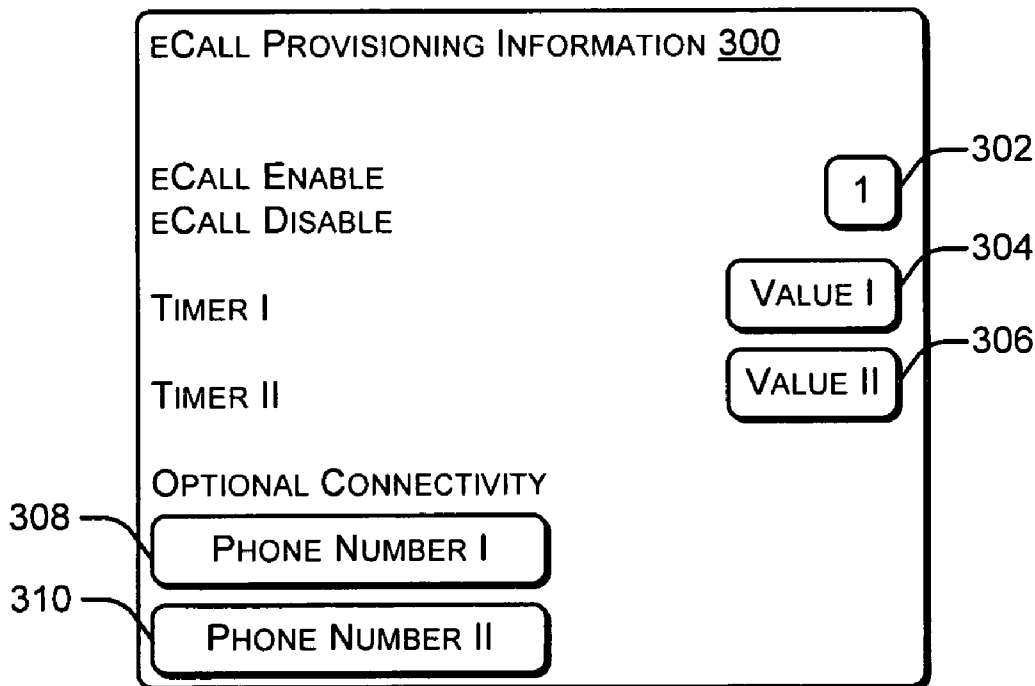 eCall Provisioning Information 300
eCall Enable
1
302
eCall Disable
304
Timer I
Value I
306
Timer II
Value II
Optional Connectivity
308
Phone Number I
310
Phone Number II